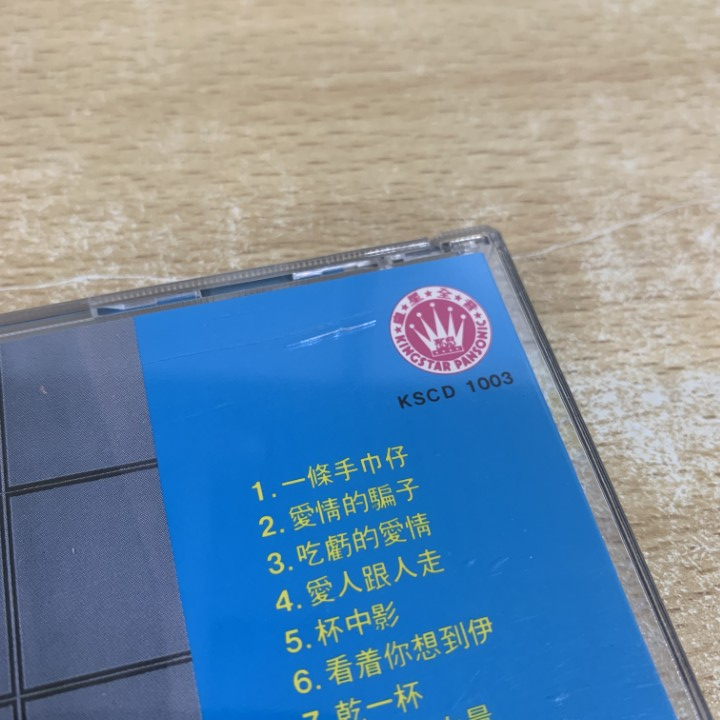 KINGSTAR PANSONIC
KSCD 1003
1. 一條手巾仔
2. 愛情的騙子
3. 吃虧的愛情
4. 愛人跟人走
5. 杯中影
6. 看着你想到伊
7. 乾一杯